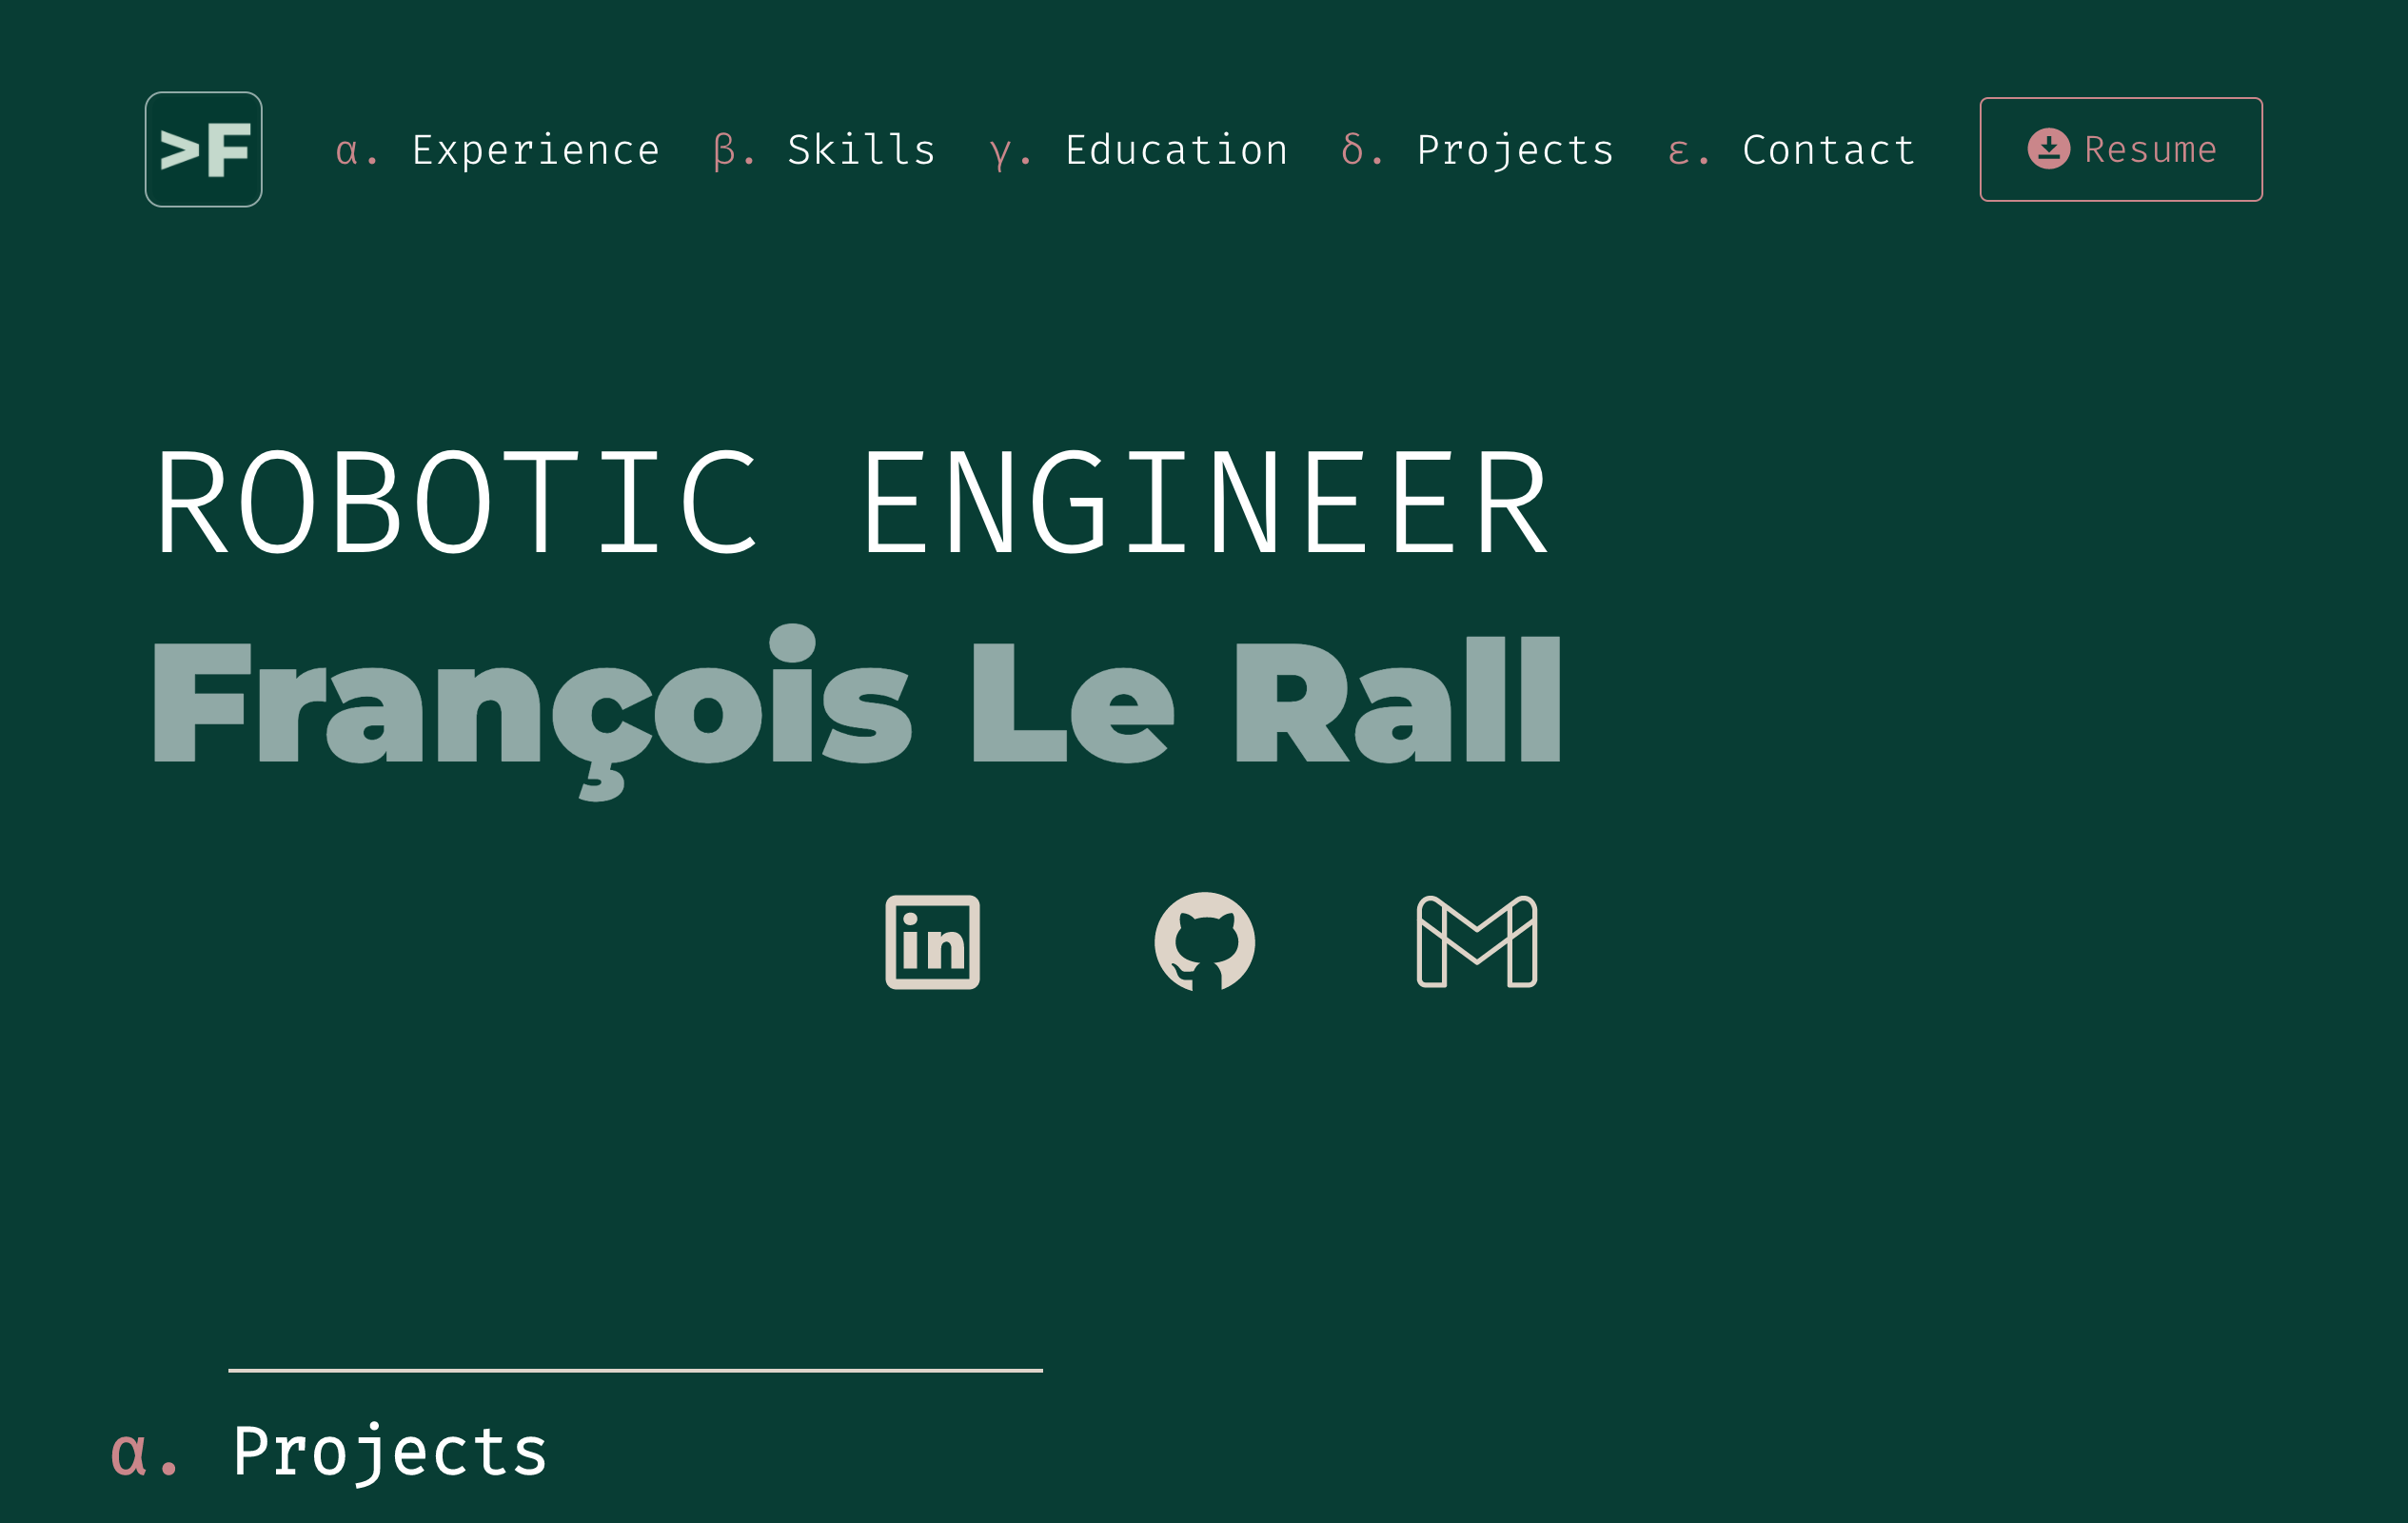 >F α. Experience β. Skills γ. Education δ. Projects ε. Contact Resume
ROBOTIC ENGINEER
François Le Rall
in
α. Projects